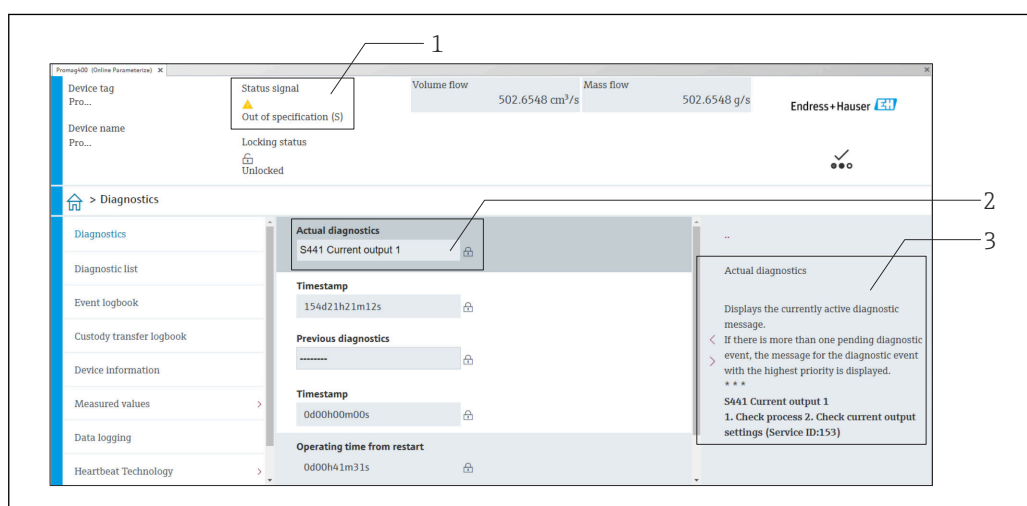 1
Promag400 (Online Parameterize) X
x
Device tag
Pro...
Device name
Pro...
Status signal
Out of specification (S)
Locking status
Unlocked
Volume flow
502.6548 cm³/s
Mass flow
502.6548 g/s
Endress+Hauser EH
> Diagnostics
2
3
Diagnostics
Diagnostic list
Event logbook
Custody transfer logbook
Device information
Measured values >
Data logging
Heartbeat Technology >
Actual diagnostics
S441 Current output 1
Timestamp
154d21h21m12s
Previous diagnostics
--------
Timestamp
0d00h00m00s
Operating time from restart
0d00h41m31s
..
Actual diagnostics
Displays the currently active diagnostic
message.
If there is more than one pending diagnostic
event, the message for the diagnostic event
with the highest priority is displayed.
* * *
S441 Current output 1
1. Check process 2. Check current output
settings (Service ID:153)